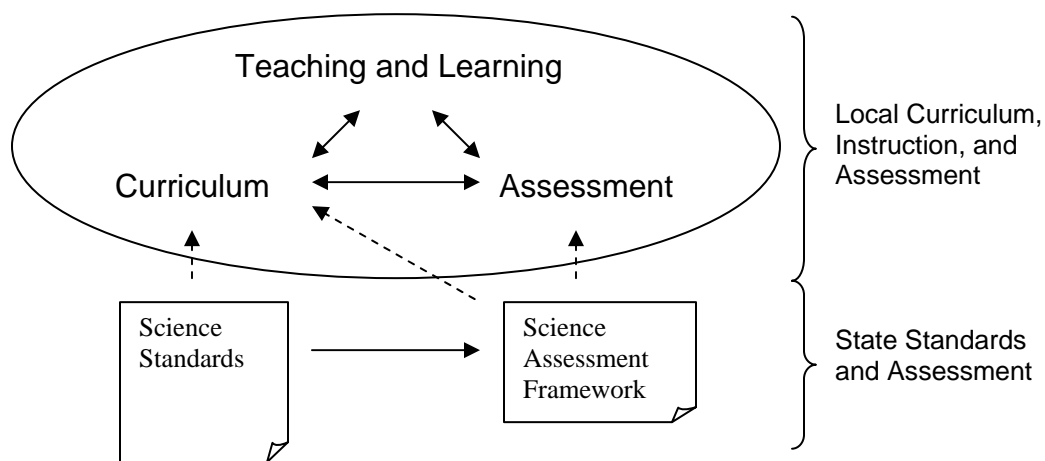 Teaching and Learning
Curriculum
Assessment
Local Curriculum,
Instruction, and
Assessment
Science
Standards
Science
Assessment
Framework
State Standards
and Assessment